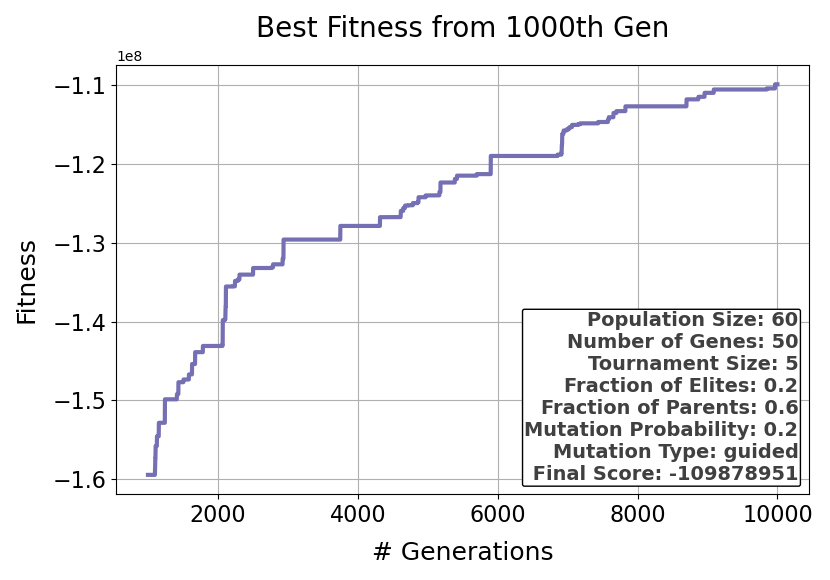 Best Fitness from 1000th Gen
1e8
−1.1
−1.2
−1.3
−1.4
−1.5
−1.6
Fitness
Population Size: 60
Number of Genes: 50
Tournament Size: 5
Fraction of Elites: 0.2
Fraction of Parents: 0.6
Mutation Probability: 0.2
Mutation Type: guided
Final Score: -109878951
2000 4000 6000 8000 10000
# Generations